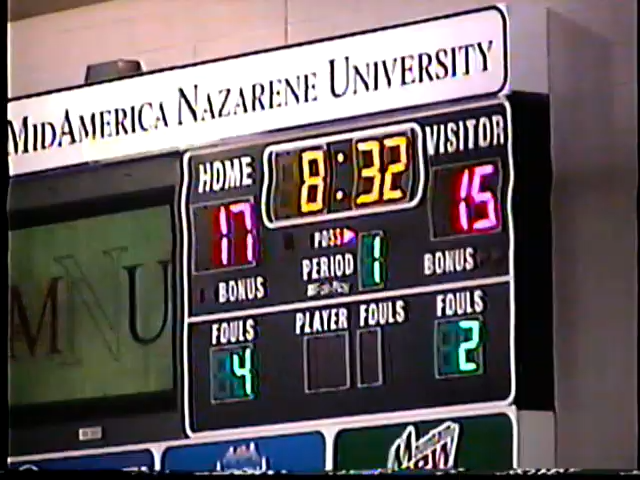 MIDAMERICA NAZARENE UNIVERSITY
HOME 8:32 VISITOR
17 15
POSS
PERIOD 1
BONUS BONUS
FOULS PLAYER FOULS FOULS
4 2
MNU
Mountain